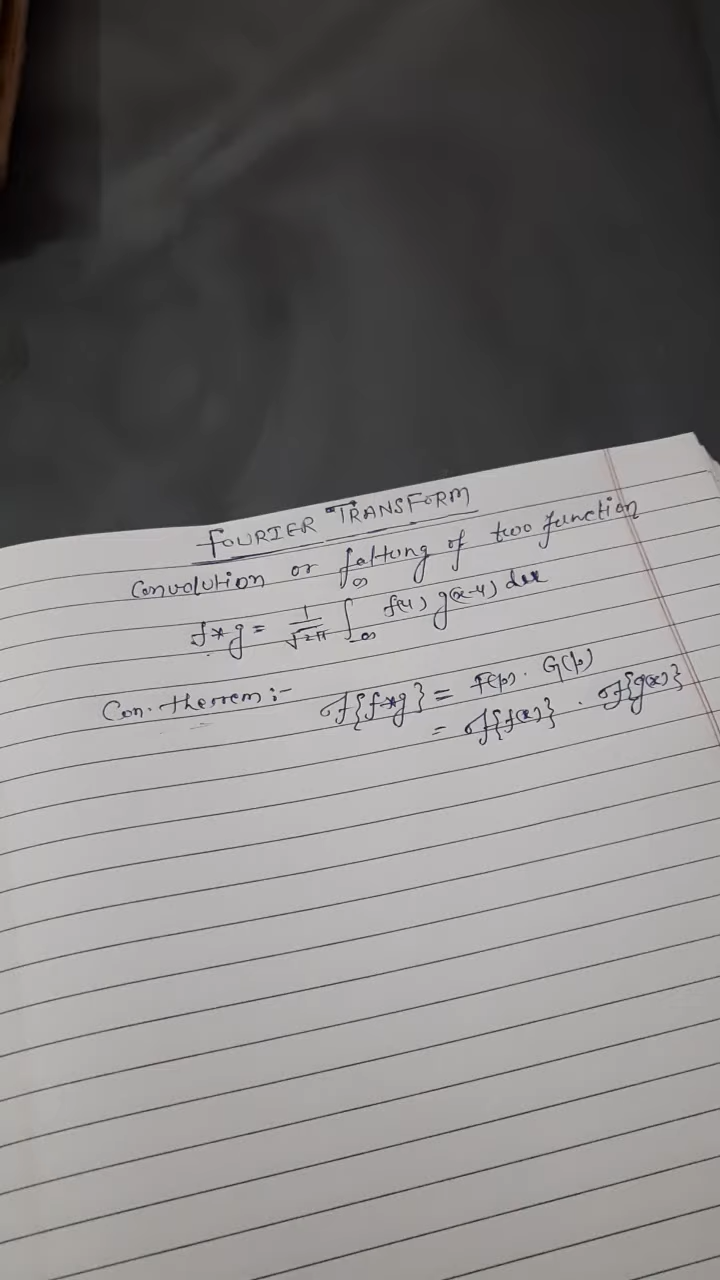 FOURIER TRANSFORM
Convolution or faltung of two function
f*g = 1/√2π ∫_{-∞}^{∞} f(u) g(x-u) du
Con. theorem :- F{f*g} = F(p). G(p)
= F{f(x)} . F{g(x)}